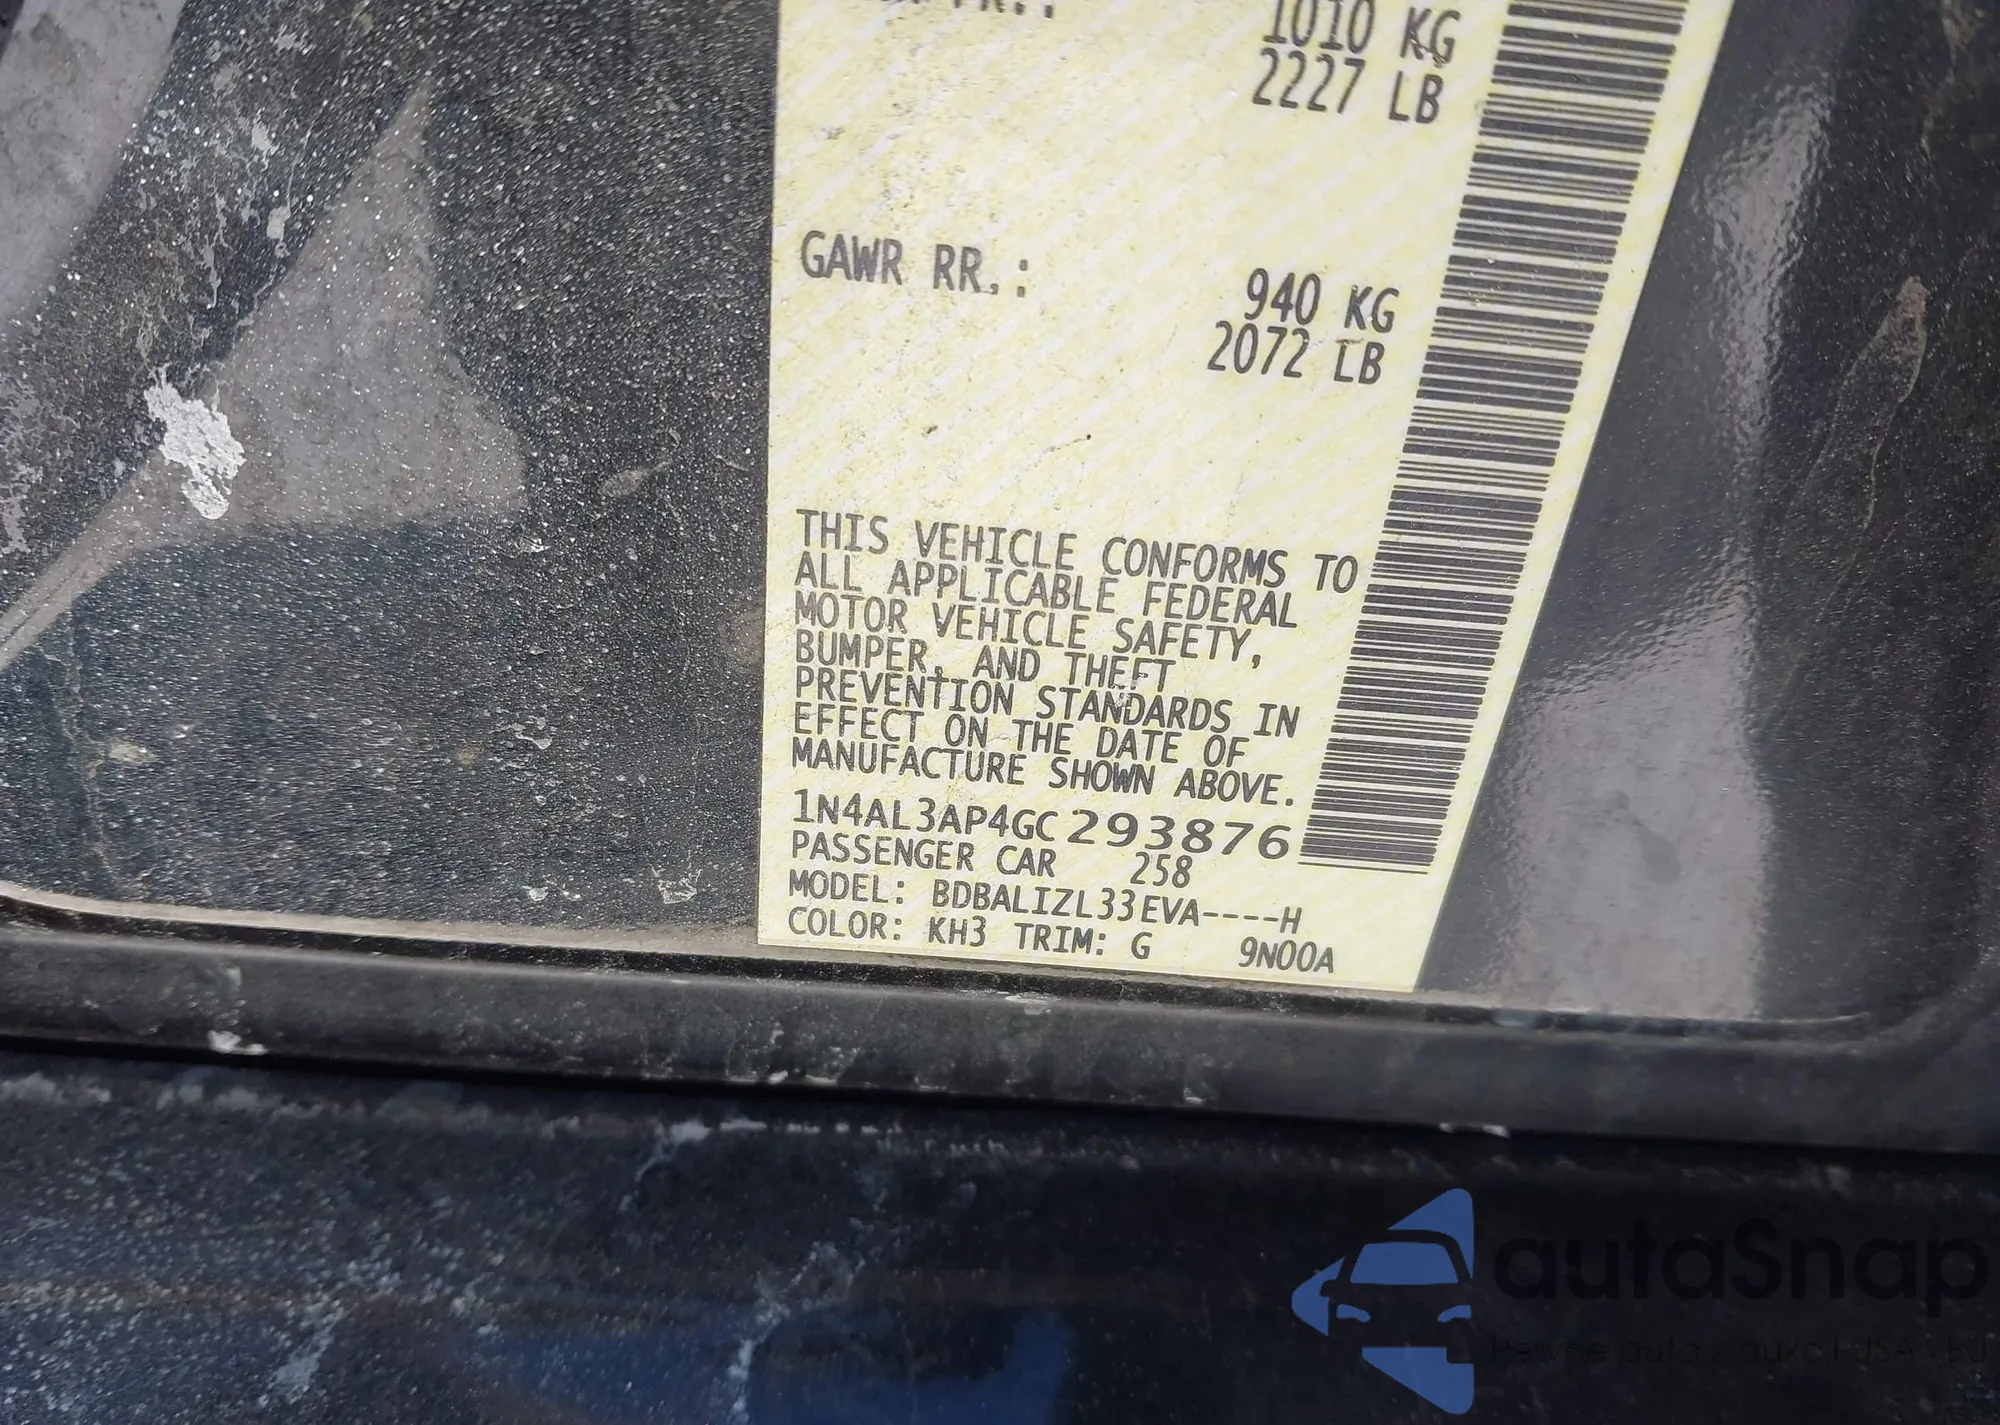 1010 KG
2227 LB
GAWR RR.:
940 KG
2072 LB
THIS VEHICLE CONFORMS TO
ALL APPLICABLE FEDERAL
MOTOR VEHICLE SAFETY,
BUMPER, AND THEFT
PREVENTION STANDARDS IN
EFFECT ON THE DATE OF
MANUFACTURE SHOWN ABOVE.
1N4AL3AP4GC293876
PASSENGER CAR 258
MODEL: BDBALIZL33EVA----H
COLOR: KH3 TRIM: G 9N00A
autaSnap